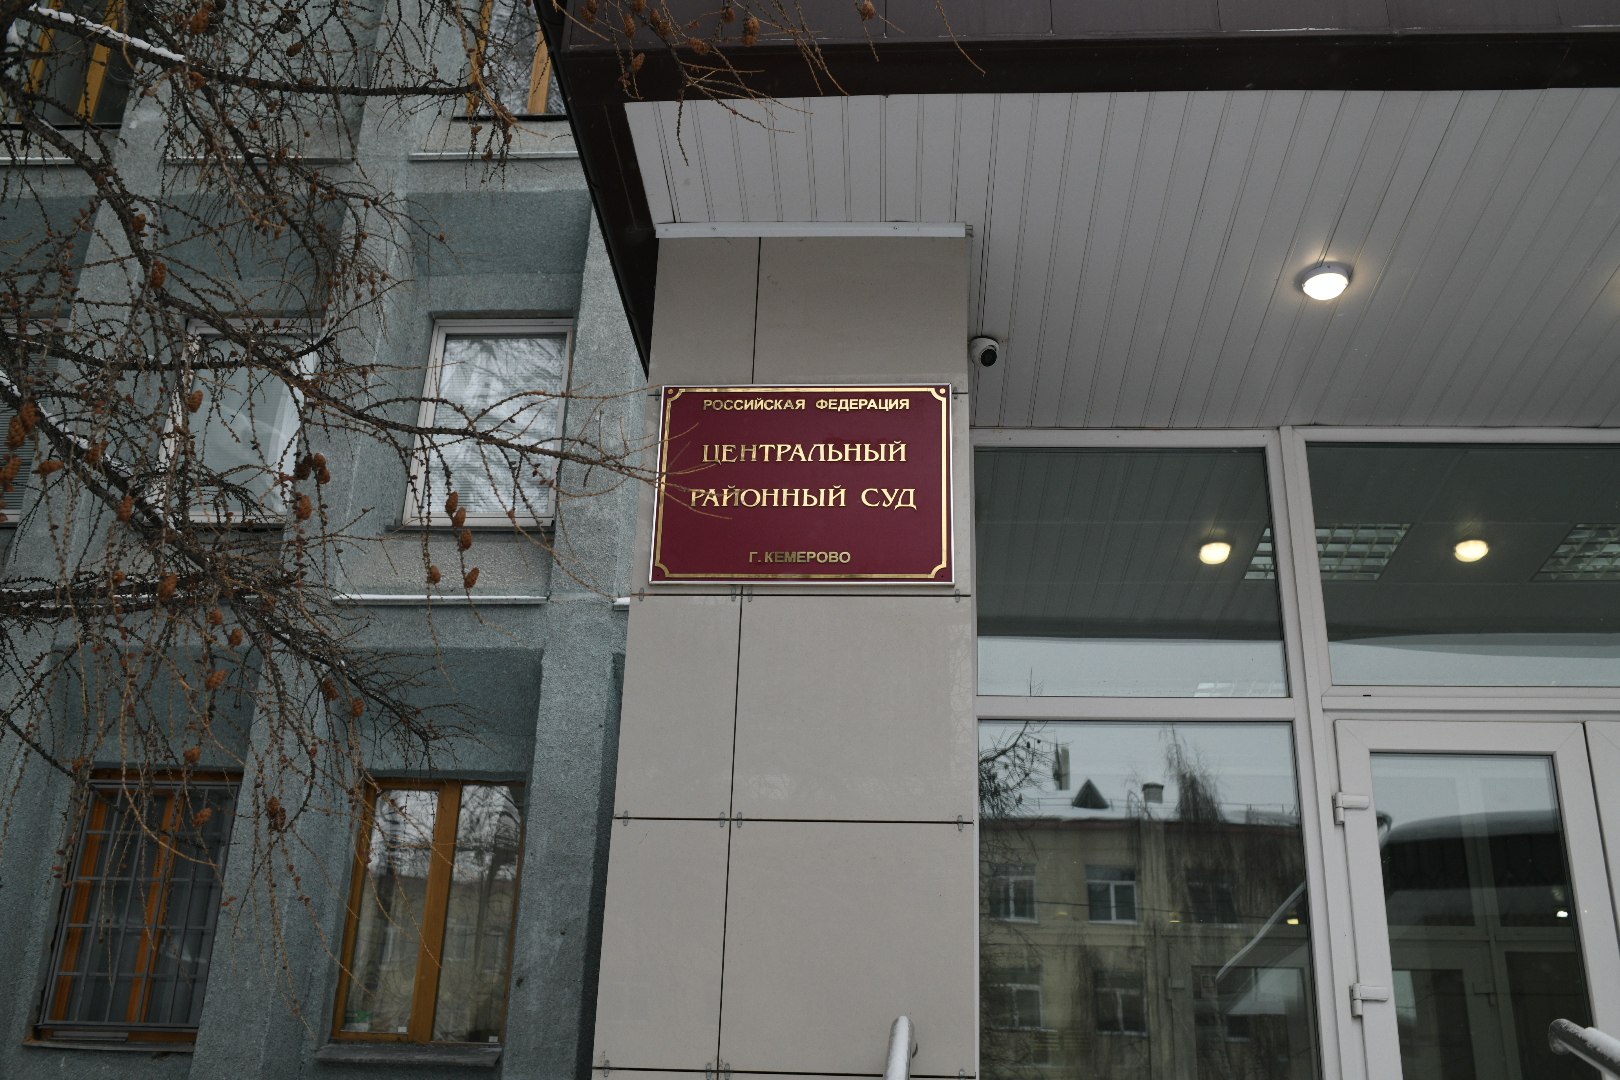 РОССИЙСКАЯ ФЕДЕРАЦИЯ
ЦЕНТРАЛЬНЫЙ
РАЙОННЫЙ СУД
Г. КЕМЕРОВО